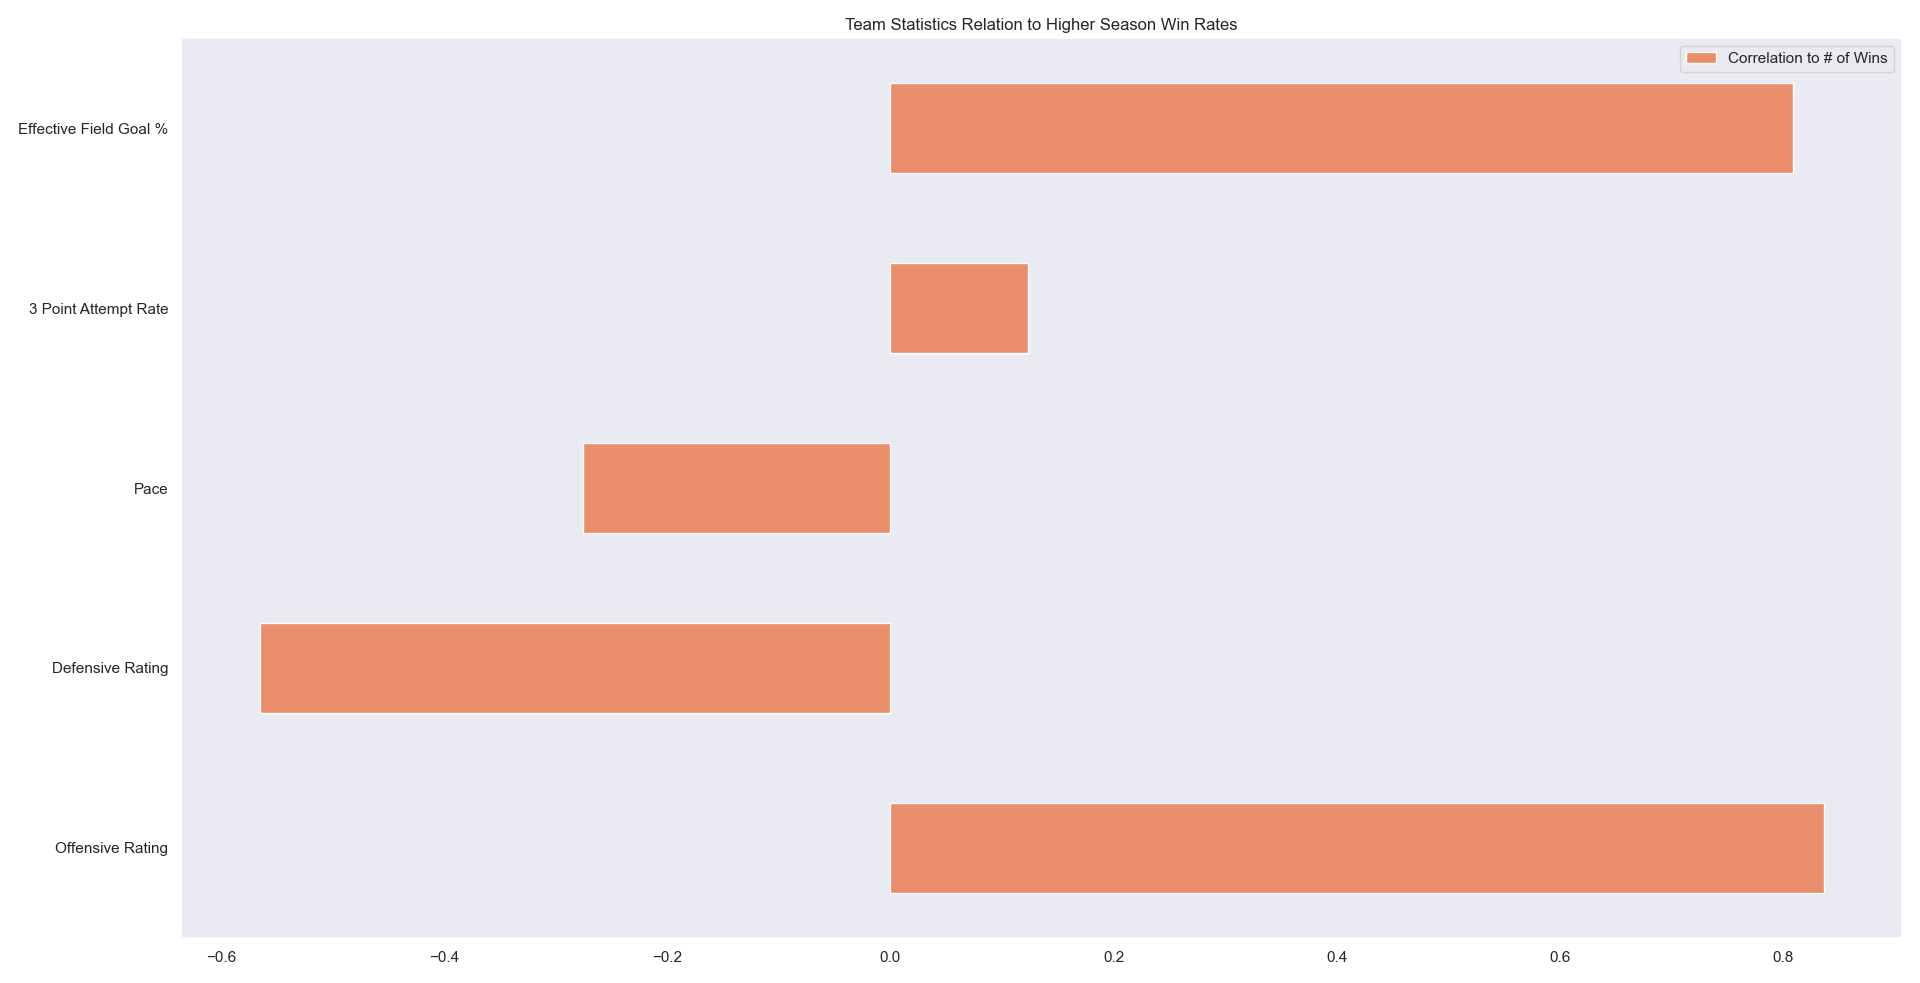 Team Statistics Relation to Higher Season Win Rates
Correlation to # of Wins
Effective Field Goal %
3 Point Attempt Rate
Pace
Defensive Rating
Offensive Rating
−0.6 −0.4 −0.2 0.0 0.2 0.4 0.6 0.8